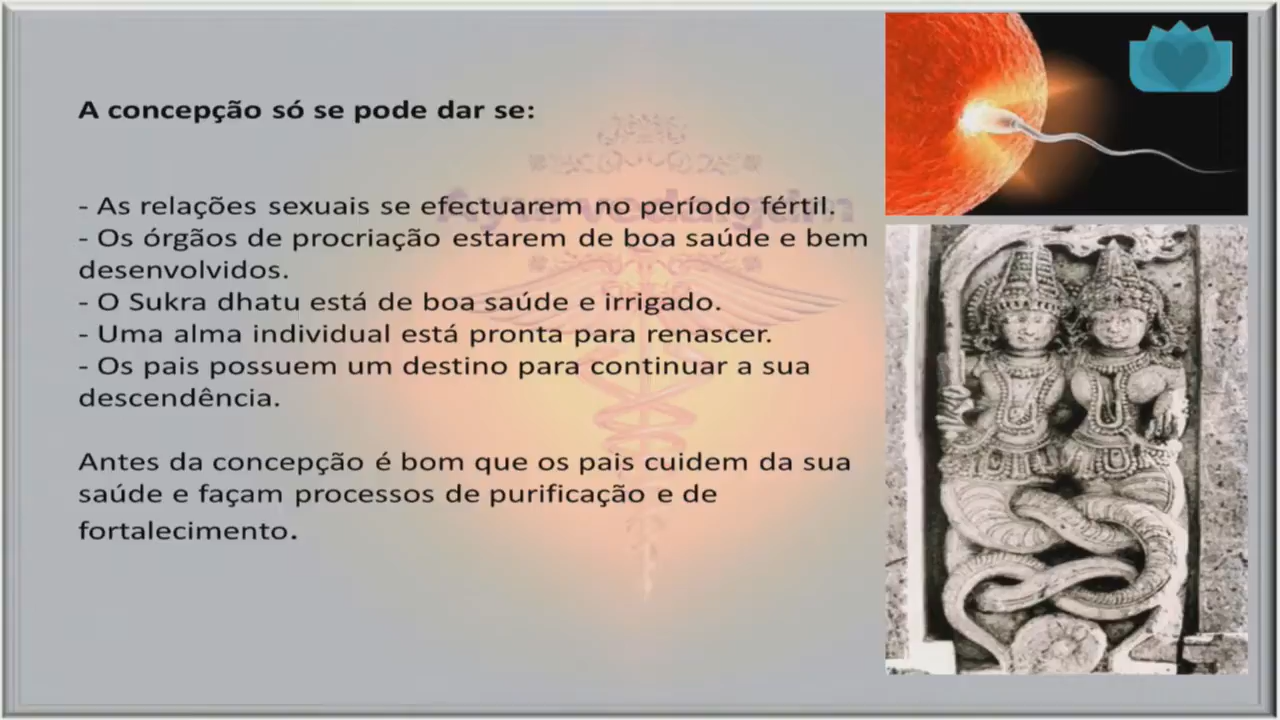 A concepção só se pode dar se:
- As relações sexuais se efectuarem no período fértil.
- Os órgãos de procriação estarem de boa saúde e bem
desenvolvidos.
- O Sukra dhatu está de boa saúde e irrigado.
- Uma alma individual está pronta para renascer.
- Os pais possuem um destino para continuar a sua
descendência.
Antes da concepção é bom que os pais cuidem da sua
saúde e façam processos de purificação e de
fortalecimento.